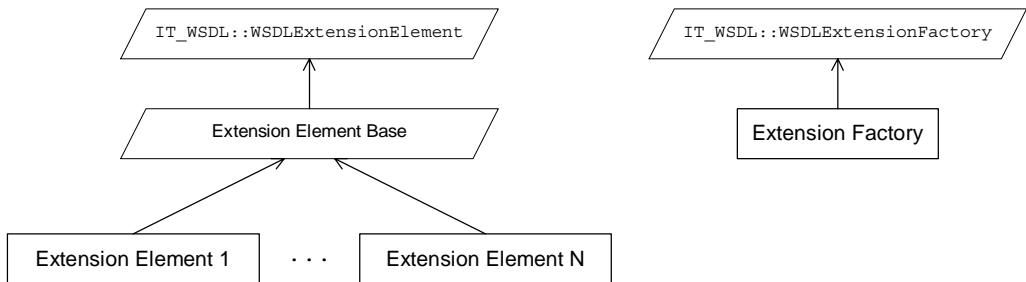 IT_WSDL::WSDLExtensionElement
IT_WSDL::WSDLExtensionFactory
Extension Element Base
Extension Factory
Extension Element 1
. . .
Extension Element N